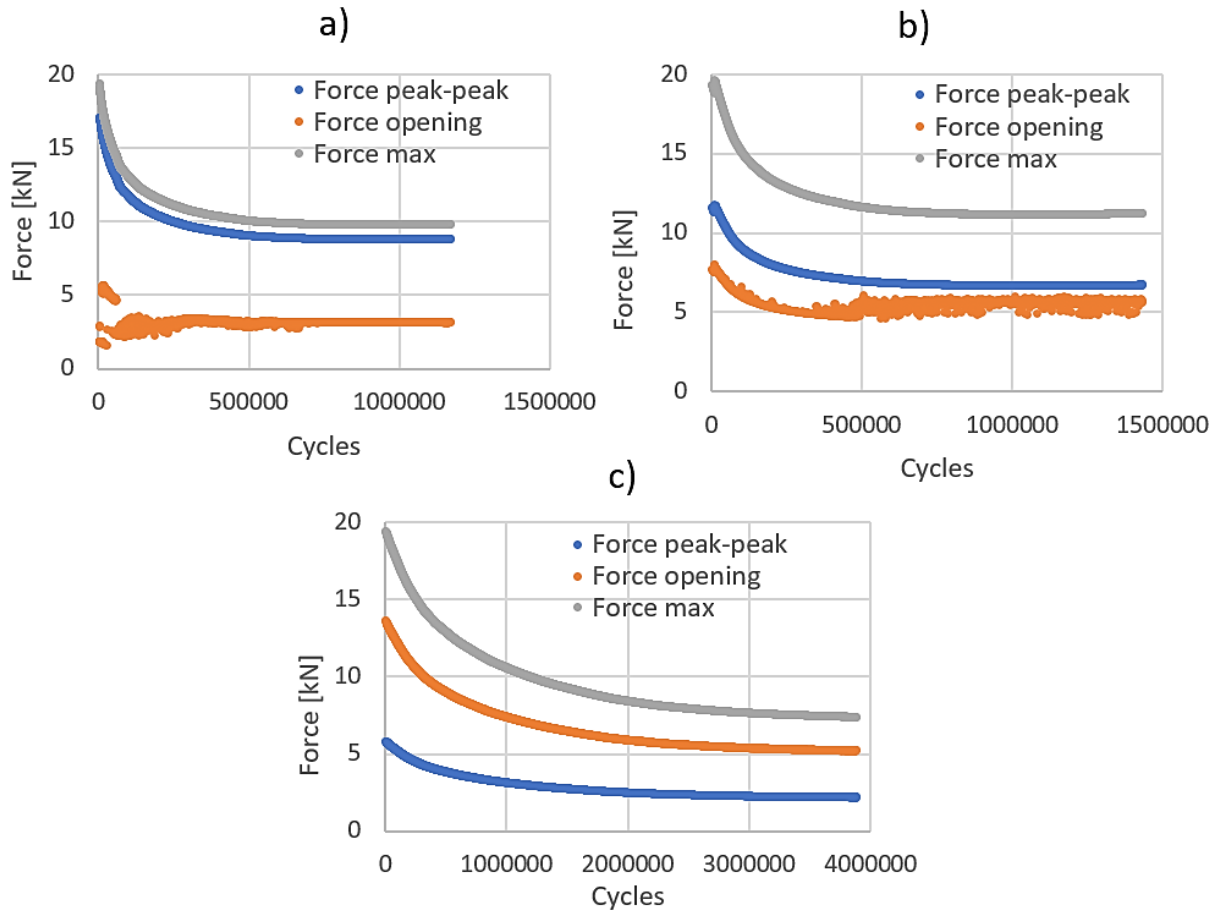 a)
20
15
10
5
0
Force [kN]
Force peak-peak
Force opening
Force max
0 500000 1000000 1500000
Cycles
b)
20
15
10
5
0
Force [kN]
Force peak-peak
Force opening
Force max
0 500000 1000000 1500000
Cycles
c)
20
15
10
5
0
Force [kN]
Force peak-peak
Force opening
Force max
0 1000000 2000000 3000000 4000000
Cycles